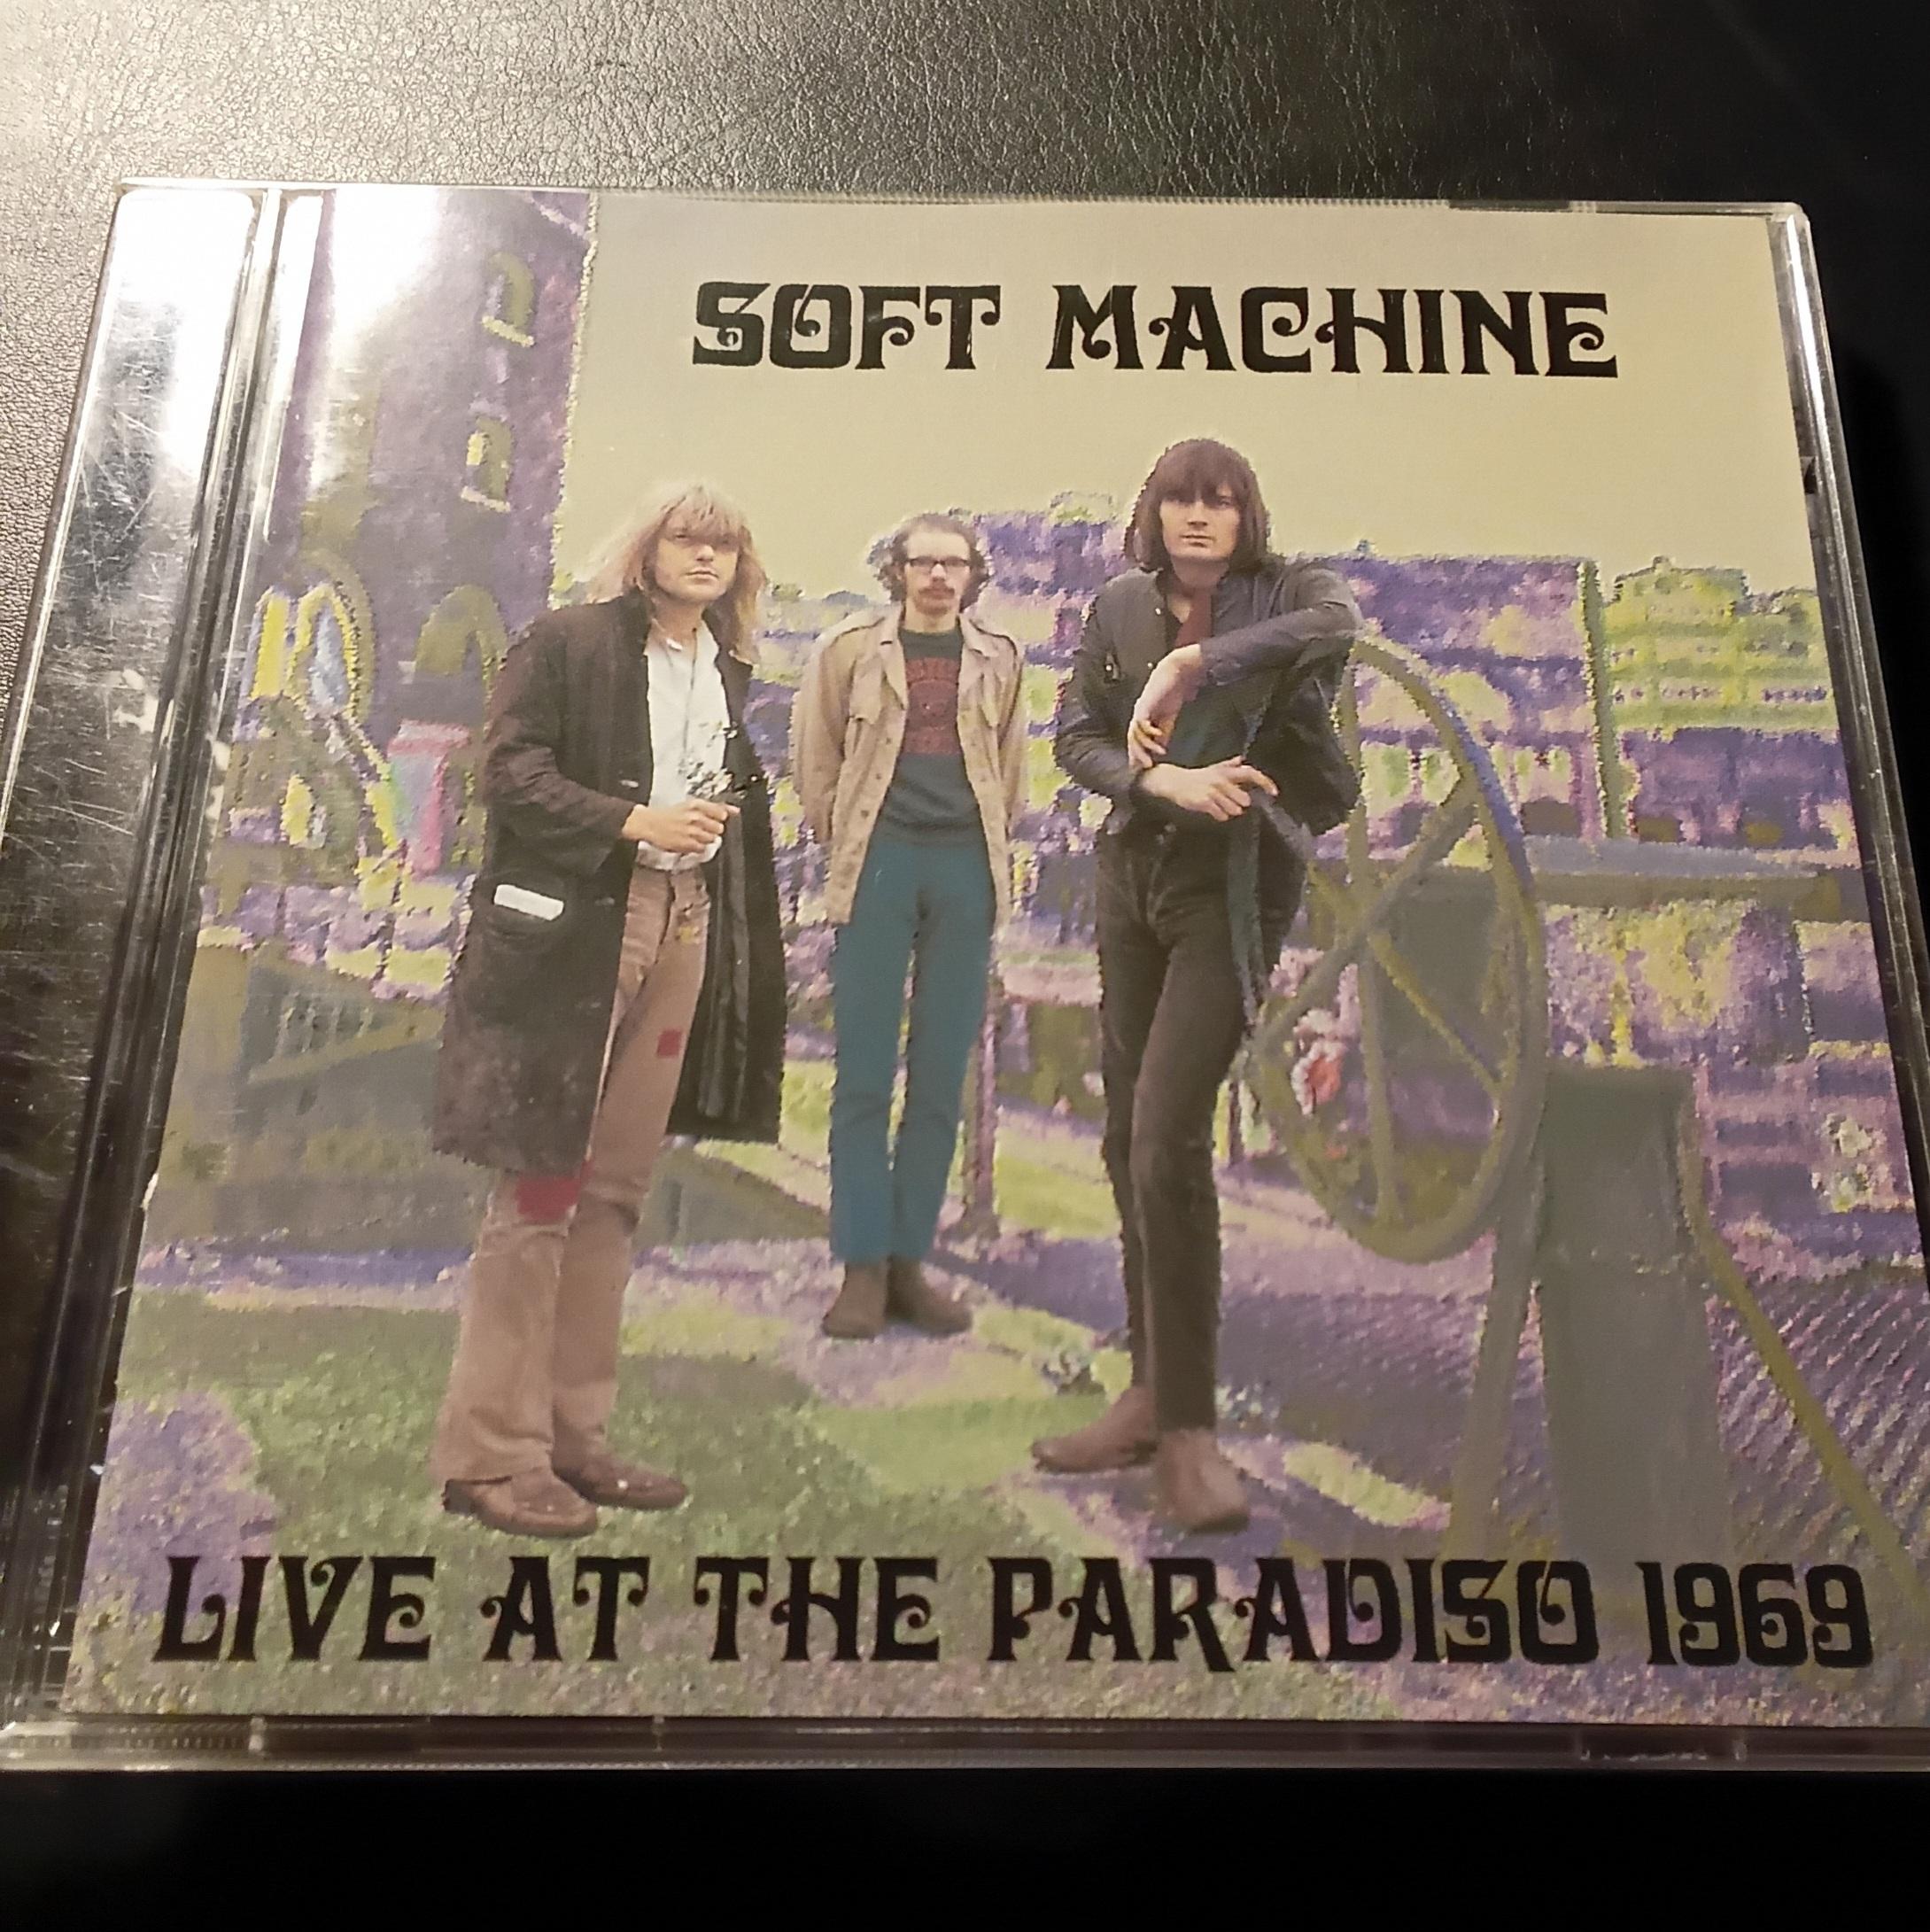 SOFT MACHINE
LIVE AT THE PARADISO 1969